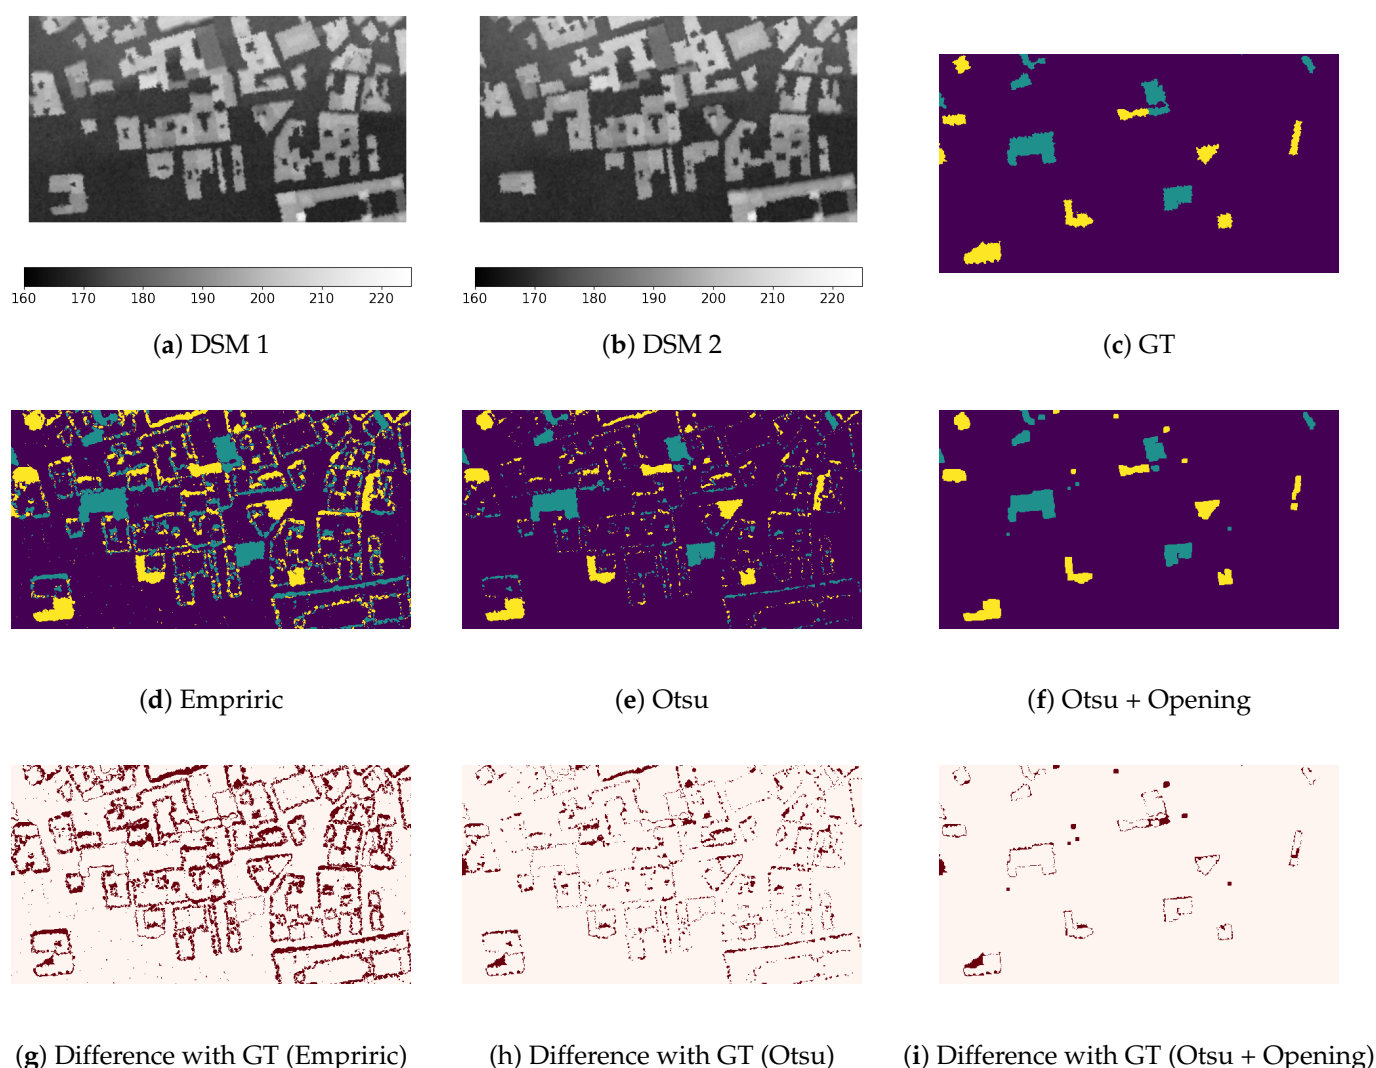 160 170 180 190 200 210 220
160 170 180 190 200 210 220
(a) DSM 1
(b) DSM 2
(c) GT
(d) Empriric
(e) Otsu
(f) Otsu + Opening
(g) Difference with GT (Empriric)
(h) Difference with GT (Otsu)
(i) Difference with GT (Otsu + Opening)